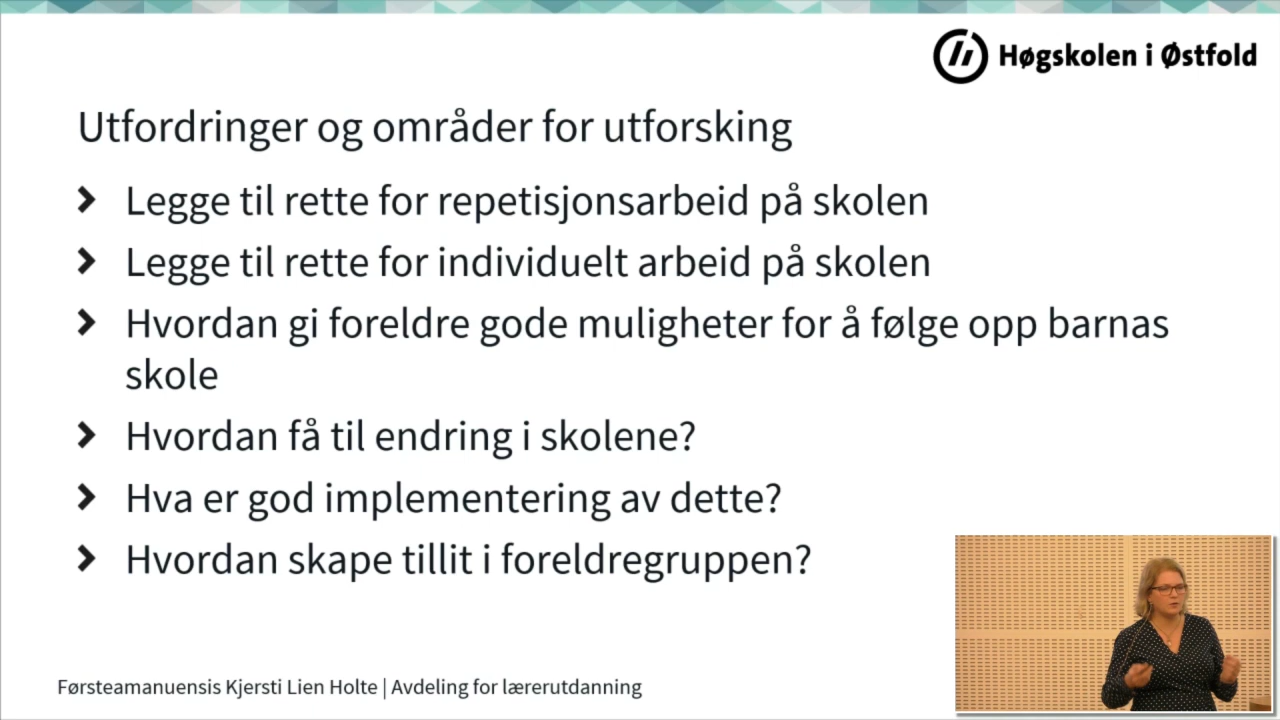 Høgskolen i Østfold
Utfordringer og områder for utforsking
Legge til rette for repetisjonsarbeid på skolen
Legge til rette for individuelt arbeid på skolen
Hvordan gi foreldre gode muligheter for å følge opp barnas
skole
Hvordan få til endring i skolene?
Hva er god implementering av dette?
Hvordan skape tillit i foreldregruppen?
Førsteamanuensis Kjersti Lien Holte | Avdeling for lærerutdanning